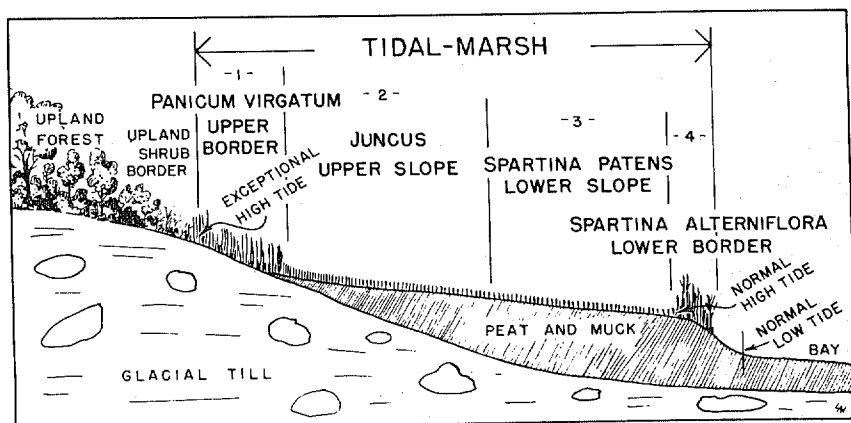 TIDAL-MARSH
-1-
PANICUM VIRGATUM
UPPER
BORDER
-2-
JUNCUS
UPPER SLOPE
-3-
SPARTINA PATENS
LOWER SLOPE
-4-
SPARTINA ALTERNIFLORA
LOWER BORDER
UPLAND
FOREST
UPLAND
SHRUB
BORDER
EXCEPTIONAL
HIGH TIDE
NORMAL
HIGH TIDE
NORMAL
LOW TIDE
PEAT AND MUCK
BAY
GLACIAL TILL